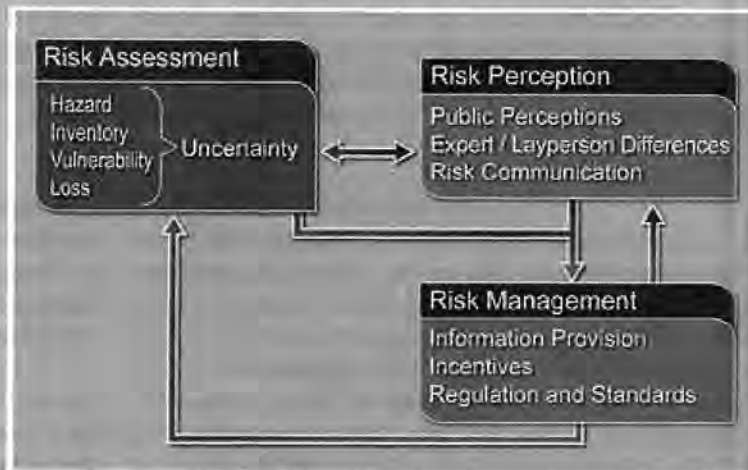 Risk Assessment
Hazard
Inventory
Vulnerability
Loss
Uncertainty
Risk Perception
Public Perceptions
Expert / Layperson Differences
Risk Communication
Risk Management
Information Provision
Incentives
Regulation and Standards